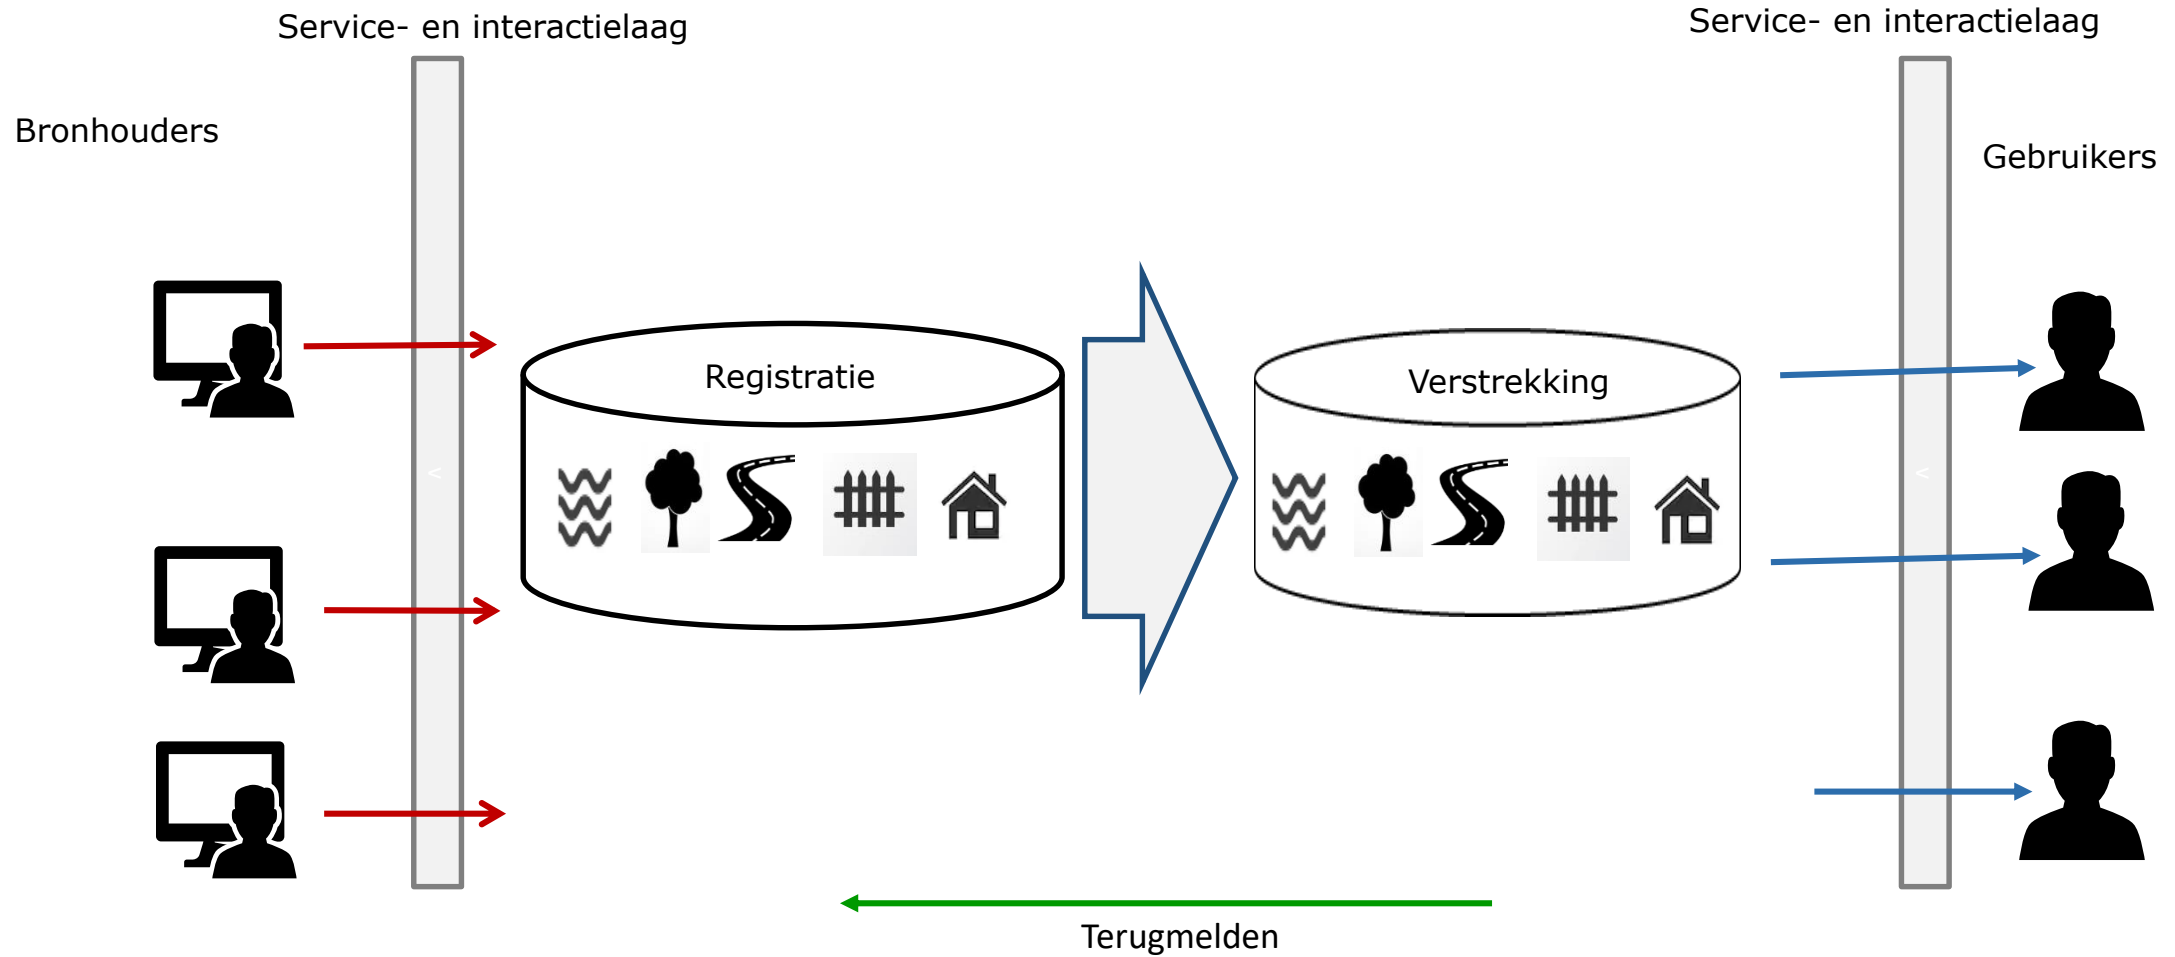 Service- en interactielaag
Service- en interactielaag
Bronhouders
Gebruikers
Registratie
Verstrekking
<
<
Terugmelden